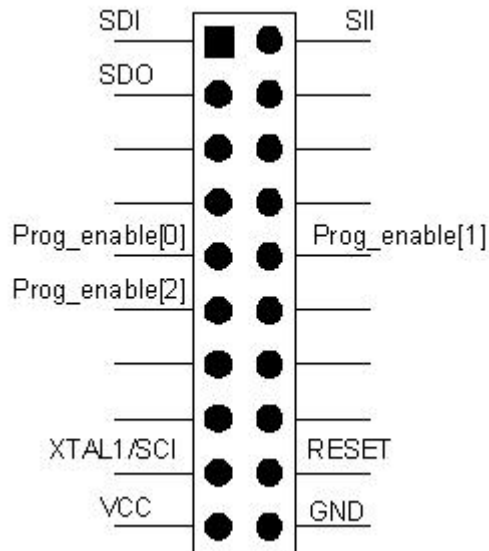 SDI SII
SDO
Prog_enable[0] Prog_enable[1]
Prog_enable[2]
XTAL1/SCI RESET
VCC GND